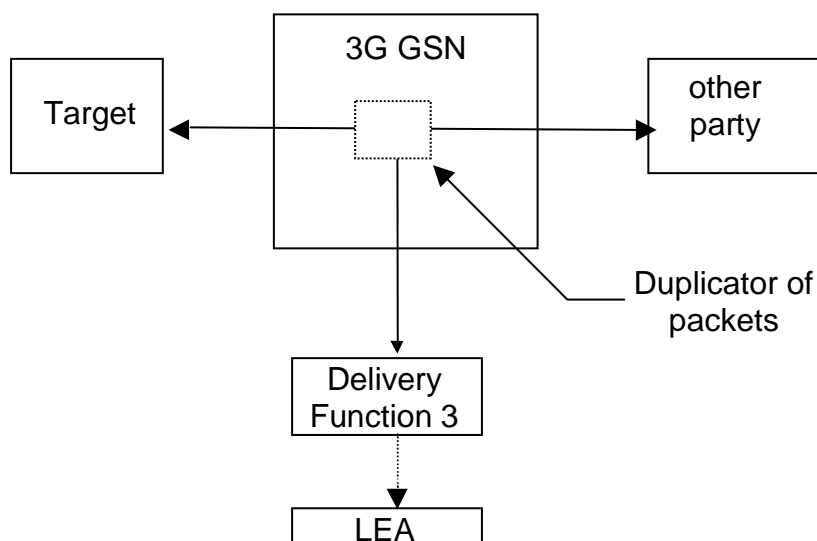 3G GSN
Target
other
party
Duplicator of
packets
Delivery
Function 3
LEA